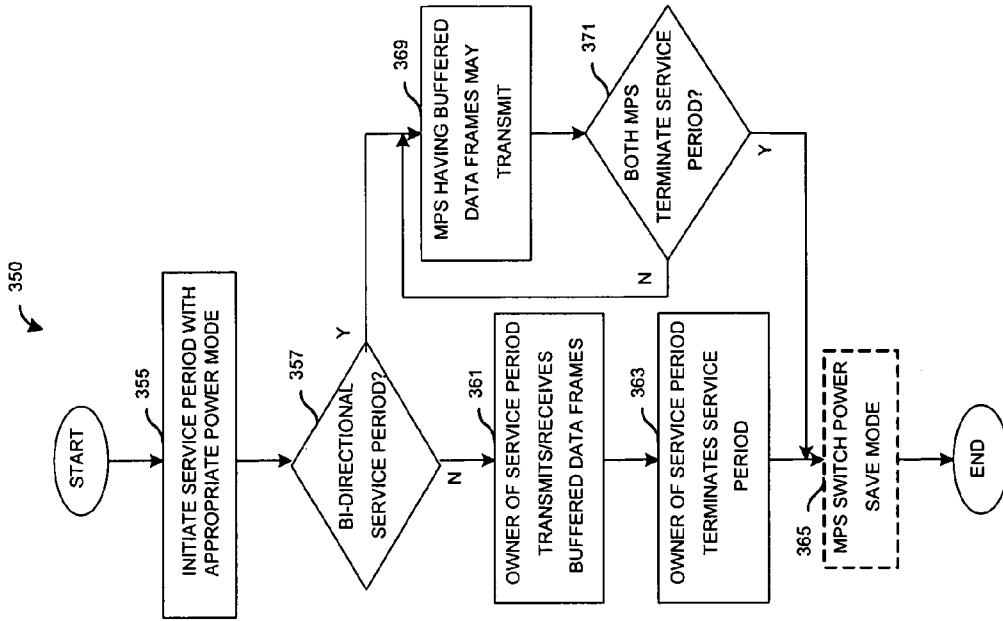 350
START
355
INITIATE SERVICE PERIOD WITH
APPROPRIATE POWER MODE
357
BI-DIRECTIONAL
SERVICE PERIOD?
Y
N
361
OWNER OF SERVICE PERIOD
TRANSMITS/RECEIVES
BUFFERED DATA FRAMES
363
OWNER OF SERVICE PERIOD
TERMINATES SERVICE
PERIOD
369
MPS HAVING BUFFERED
DATA FRAMES MAY
TRANSMIT
371
BOTH MPS
TERMINATE SERVICE
PERIOD?
N
Y
365
MPS SWITCH POWER
SAVE MODE
END